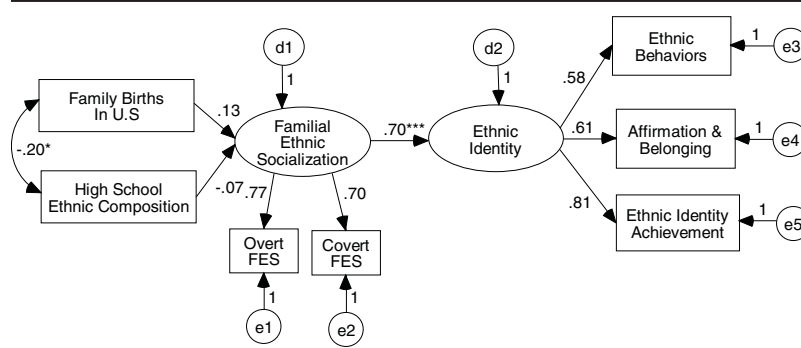 d1
d2
Ethnic
Behaviors
1
e3
1
1
.58
Family Births
In U.S
.13
Familial
Ethnic
Socialization
.70***
Ethnic
Identity
.61
Affirmation &
Belonging
1
e4
-.20*
High School
Ethnic Composition
-.07
.77
.70
.81
Ethnic Identity
Achievement
1
e5
Overt
FES
Covert
FES
1
1
e1
e2